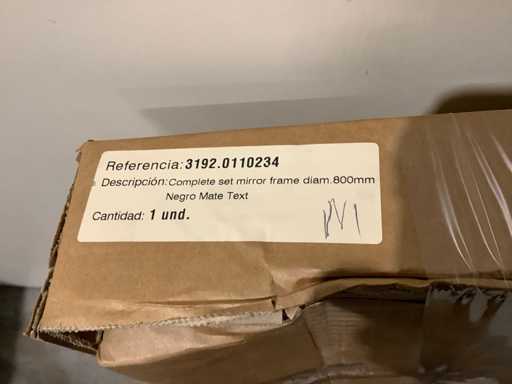 Referencia: 3192.0110234
Descripción: Complete set mirror frame diam.800mm
Negro Mate Text
Cantidad: 1 und.